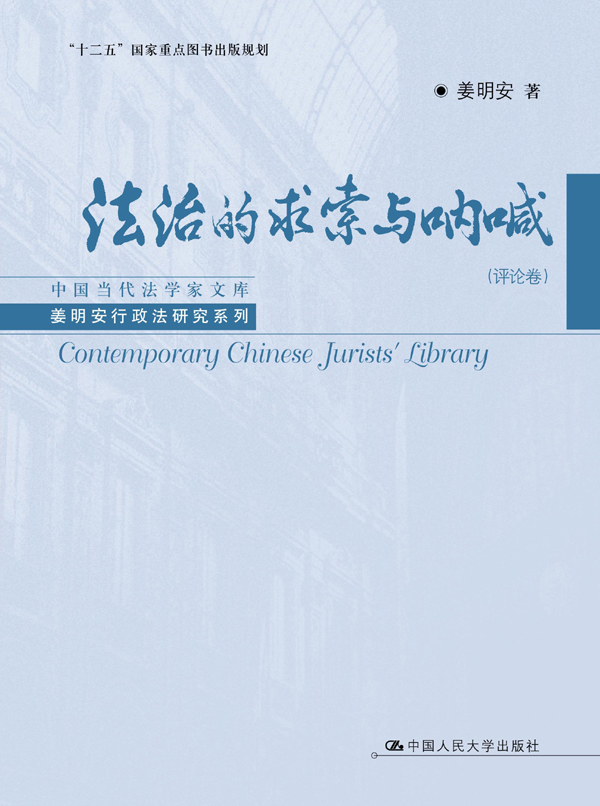 “十二五”国家重点图书出版规划
姜明安 著
法治的求索与呐喊
(评论卷)
中国当代法学家文库
姜明安行政法研究系列
Contemporary Chinese Jurists' Library
中国人民大学出版社